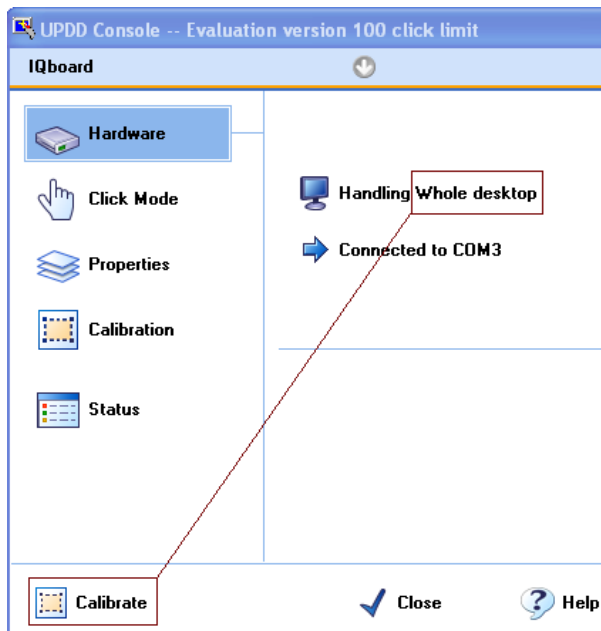 UPDD Console -- Evaluation version 100 click limit
IQboard
Hardware
Click Mode
Properties
Calibration
Status
Handling Whole desktop
Connected to COM3
Calibrate
Close
? Help